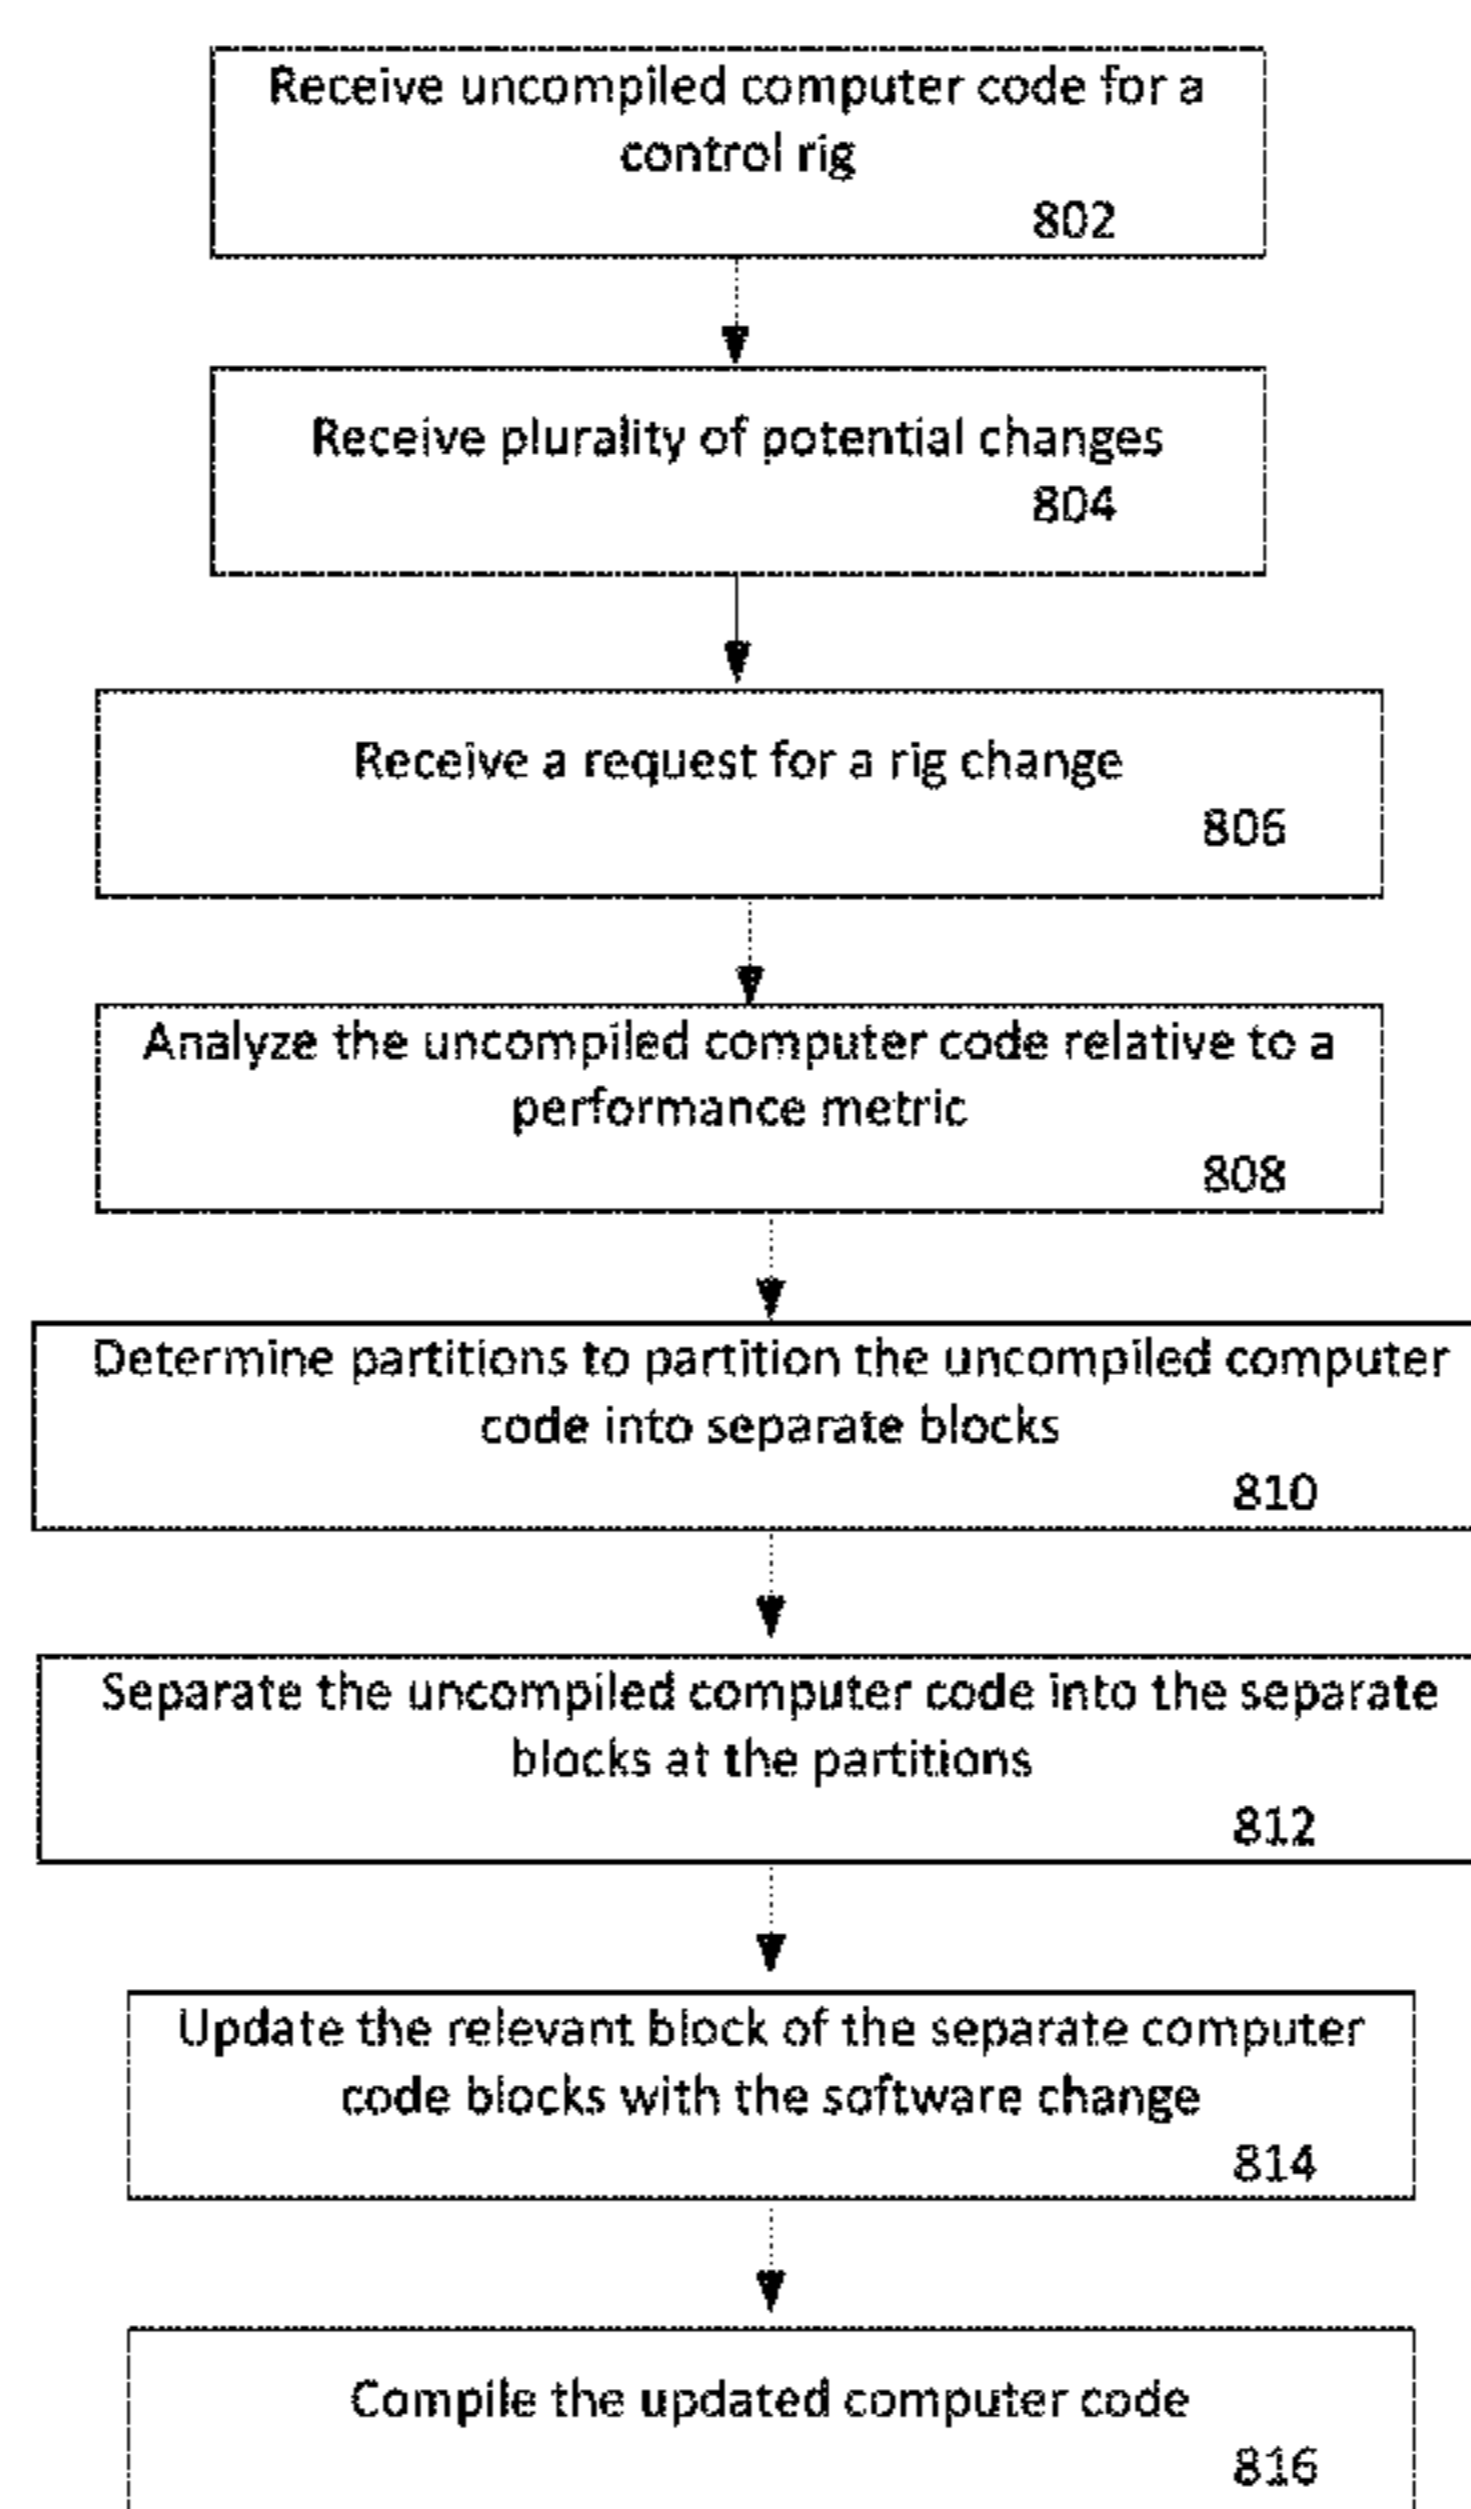 Receive uncompiled computer code for a
control rig
802
Receive plurality of potential changes
804
Receive a request for a rig change
806
Analyze the uncompiled computer code relative to a
performance metric
808
Determine partitions to partition the uncompiled computer
code into separate blocks
810
Separate the uncompiled computer code into the separate
blocks at the partitions
812
Update the relevant block of the separate computer
code blocks with the software change
814
Compile the updated computer code
816